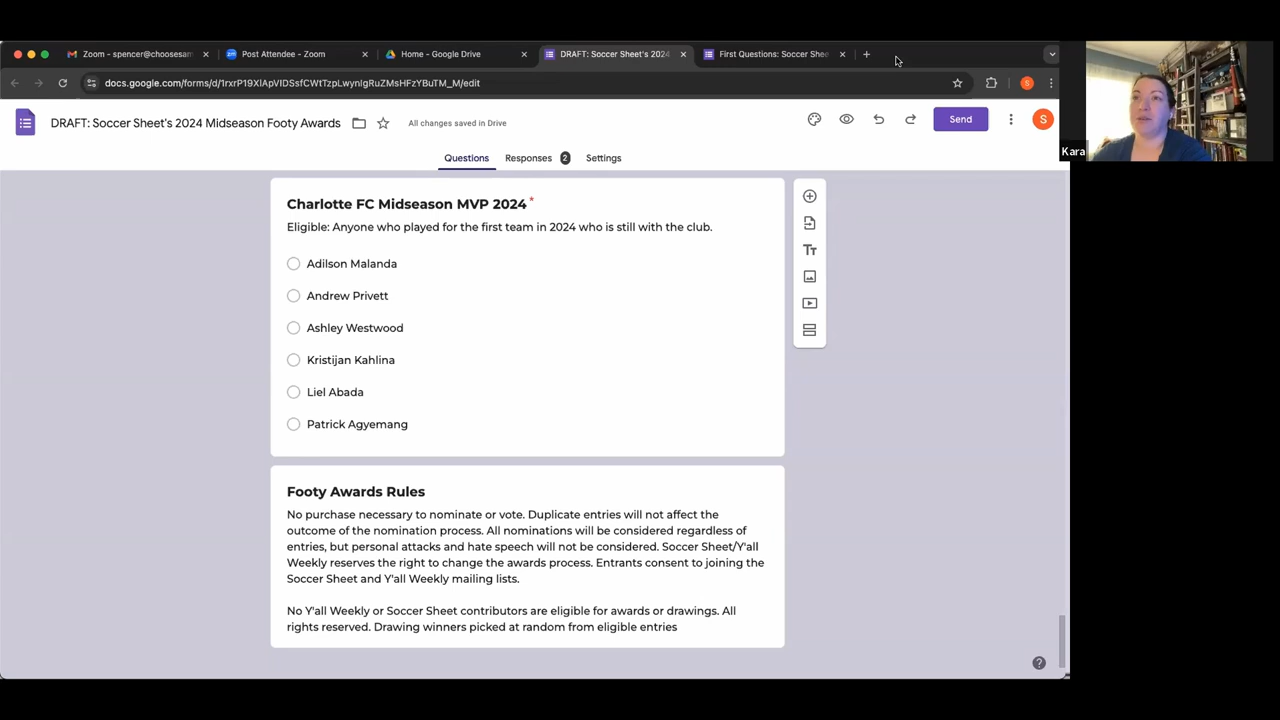 Zoom - spencer@choosesam
Post Attendee - Zoom
Home - Google Drive
DRAFT: Soccer Sheet's 2024
First Questions: Soccer Shee
docs.google.com/forms/d/1rxrP19XlApVIDSsfCWtTzpLwynIgRuZMsHFzYBuTM_M/edit
S
DRAFT: Soccer Sheet's 2024 Midseason Footy Awards
All changes saved in Drive
Send
S
Kara
Questions
Responses 2
Settings
Charlotte FC Midseason MVP 2024 *
Eligible: Anyone who played for the first team in 2024 who is still with the club.
Adilson Malanda
Andrew Privett
Ashley Westwood
Kristijan Kahlina
Liel Abada
Patrick Agyemang
Tt
Footy Awards Rules
No purchase necessary to nominate or vote. Duplicate entries will not affect the
outcome of the nomination process. All nominations will be considered regardless of
entries, but personal attacks and hate speech will not be considered. Soccer Sheet/Y'all
Weekly reserves the right to change the awards process. Entrants consent to joining the
Soccer Sheet and Y'all Weekly mailing lists.
No Y'all Weekly or Soccer Sheet contributors are eligible for awards or drawings. All
rights reserved. Drawing winners picked at random from eligible entries